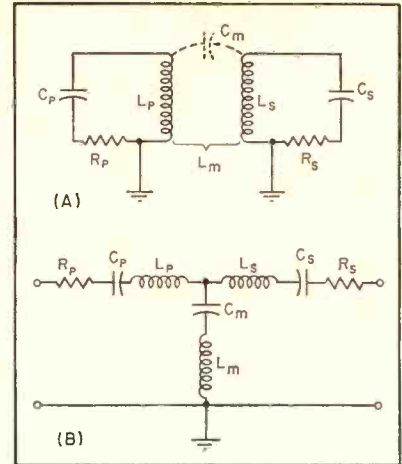 Cm
CP LP LS CS
RP Lm RS
(A)
RP CP LP LS CS RS
Cm
Lm
(B)